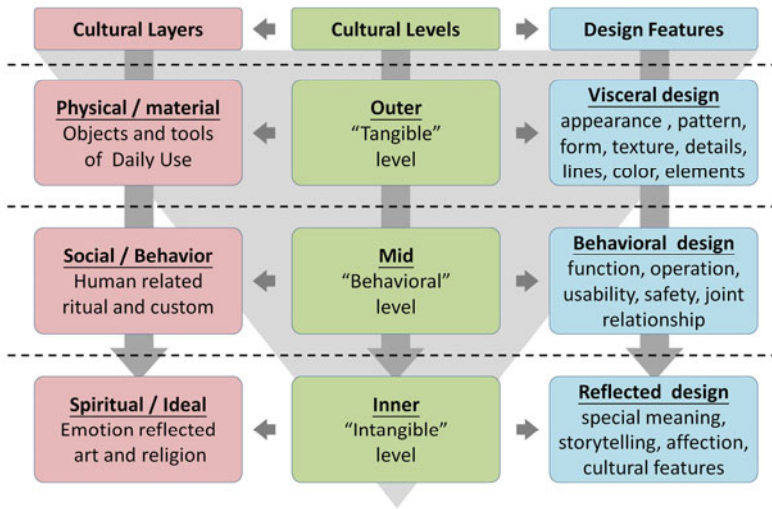 Cultural Layers
Cultural Levels
Design Features
Physical / material
Objects and tools
of Daily Use
Outer
“Tangible”
level
Visceral design
appearance , pattern,
form, texture, details,
lines, color, elements
Social / Behavior
Human related
ritual and custom
Mid
“Behavioral”
level
Behavioral design
function, operation,
usability, safety, joint
relationship
Spiritual / Ideal
Emotion reflected
art and religion
Inner
“Intangible”
level
Reflected design
special meaning,
storytelling, affection,
cultural features